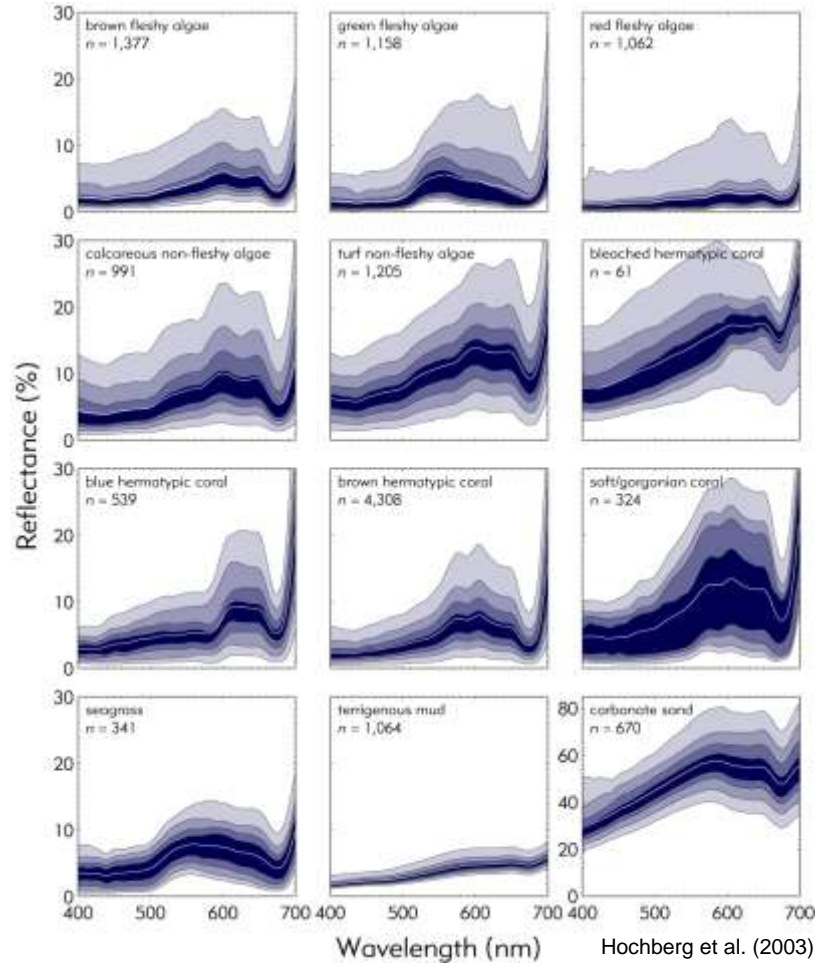 30
20
10
0
brown fleshy algae
n = 1,377
green fleshy algae
n = 1,158
red fleshy algae
n = 1,062
30
20
10
0
calcareous non-fleshy algae
n = 991
turf non-fleshy algae
n = 1,205
bleached hermatypic coral
n = 61
Reflectance (%)
30
20
10
0
blue hermatypic coral
n = 539
brown hermatypic coral
n = 4,308
soft/gorgonian coral
n = 324
30
20
10
0
seagrass
n = 341
terrigenous mud
n = 1,064
80
60
40
20
0
carbonate sand
n = 670
400 500 600 700 400 500 600 700 400 500 600 700
Wavelength (nm)
Hochberg et al. (2003)